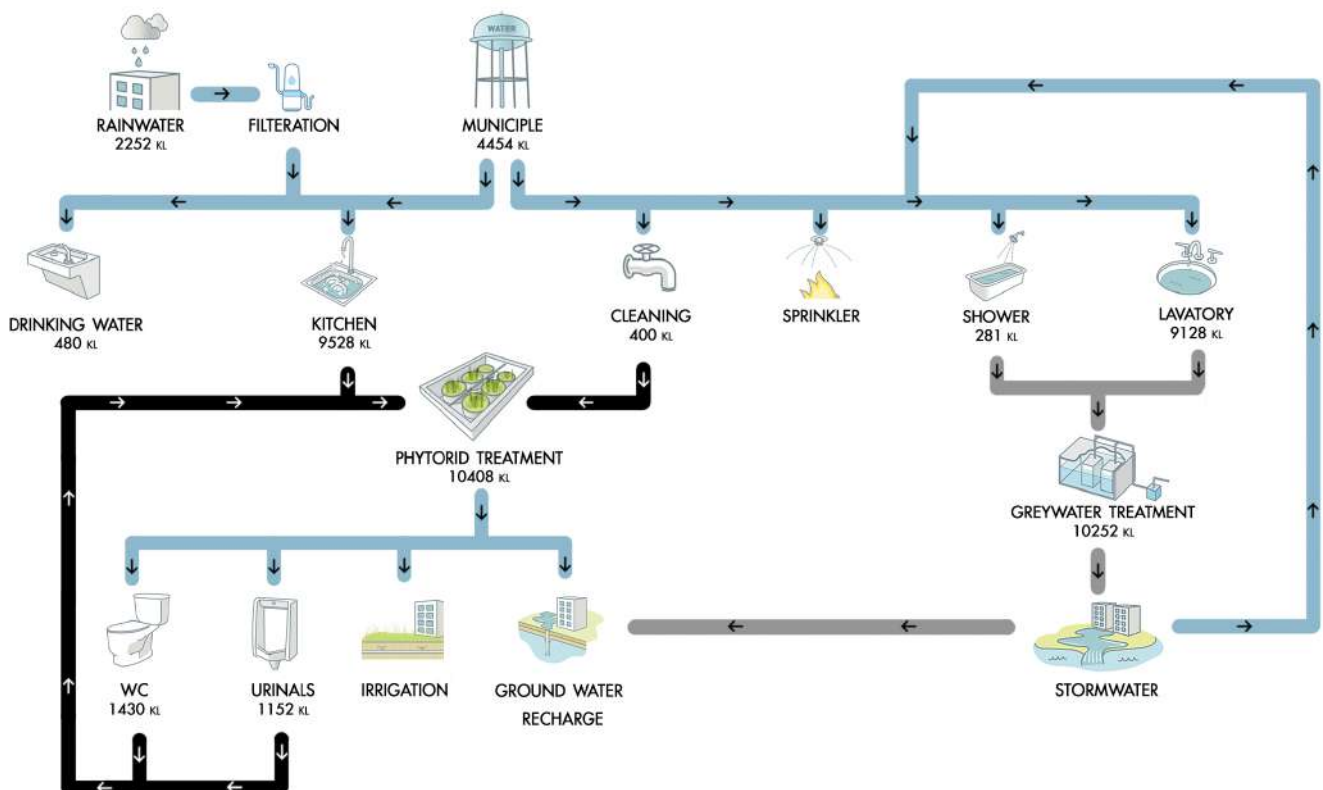 WATER
RAINWATER
2252 KL
FILTERATION
MUNICIPLE
4454 KL
DRINKING WATER
480 KL
KITCHEN
9528 KL
CLEANING
400 KL
SPRINKLER
SHOWER
281 KL
LAVATORY
9128 KL
PHYTORID TREATMENT
10408 KL
GREYWATER TREATMENT
10252 KL
WC
1430 KL
URINALS
1152 KL
IRRIGATION
GROUND WATER
RECHARGE
STORMWATER